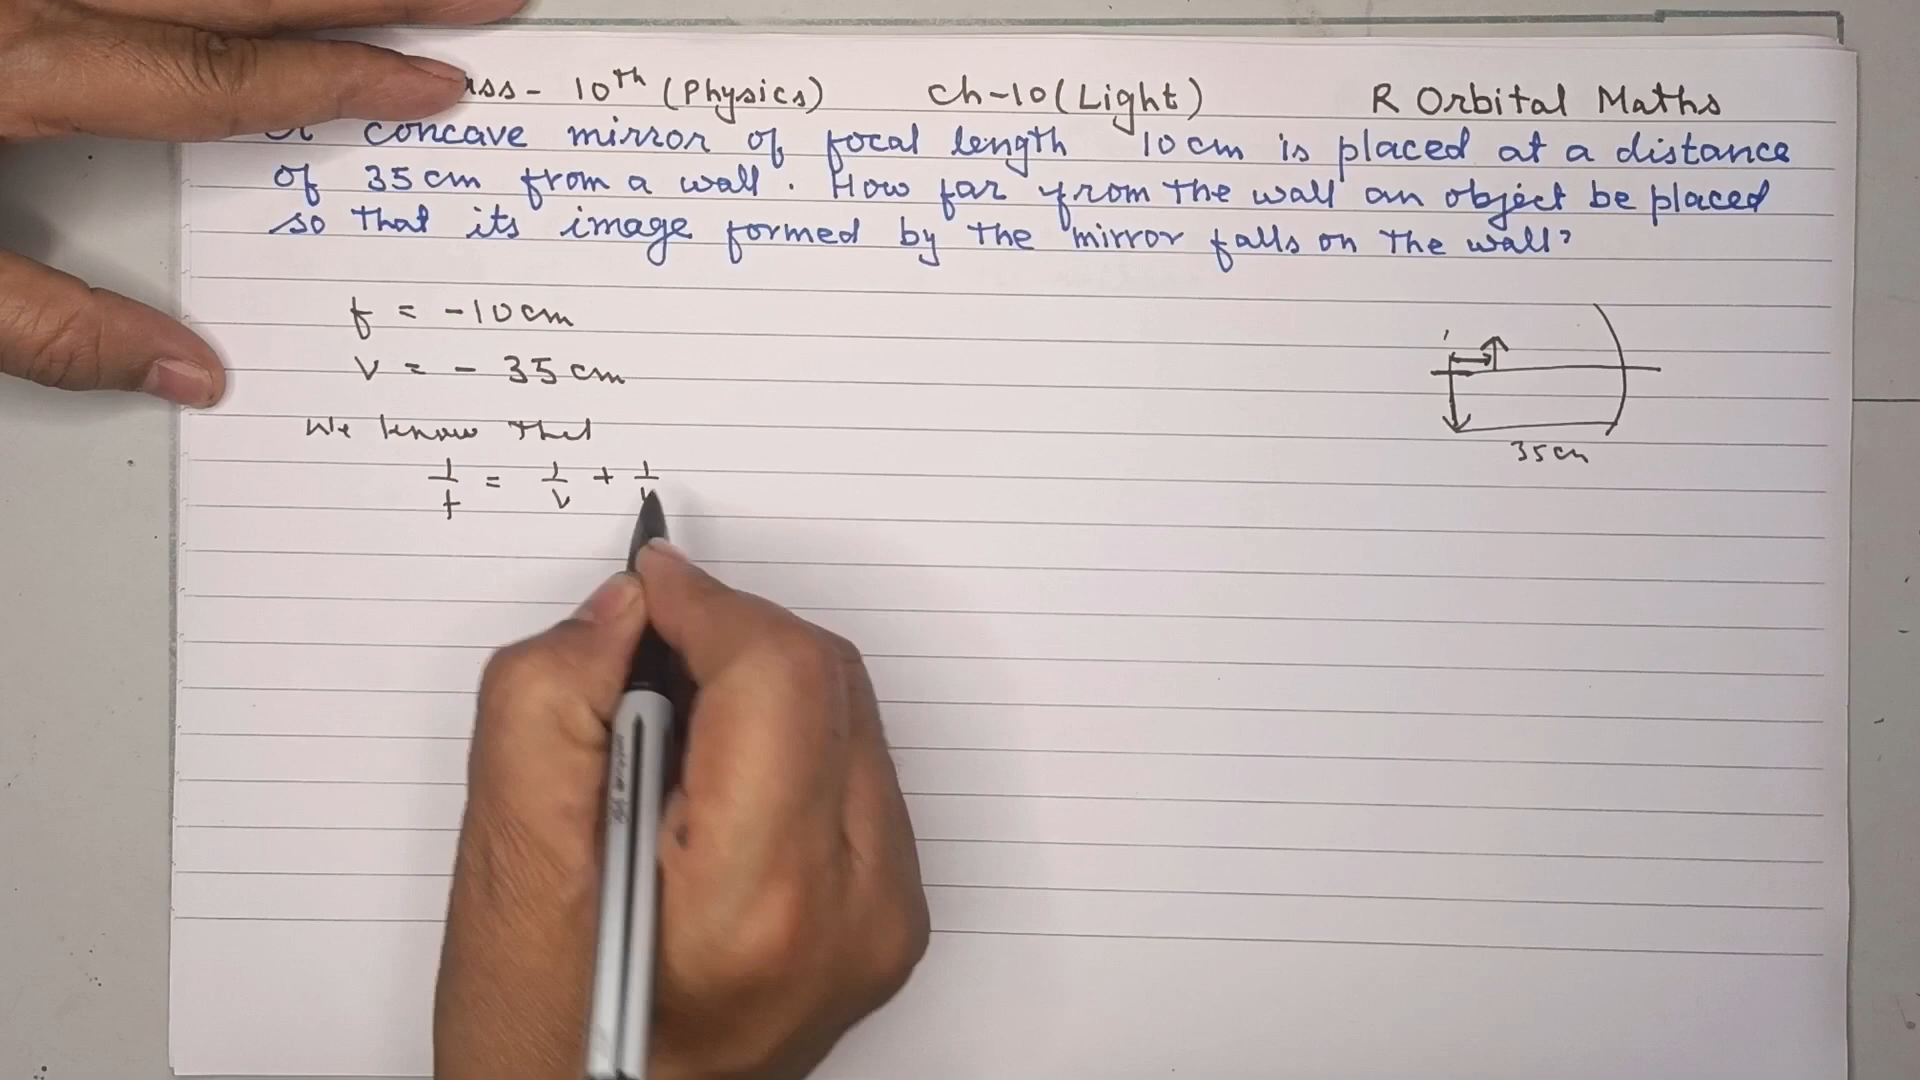 ass- 10th (Physics) Ch-10 (Light) R Orbital Maths
A concave mirror of focal length 10 cm is placed at a distance
of 35 cm from a wall. How far from the wall an object be placed
so that its image formed by the mirror falls on the wall?
f = -10 cm
v = - 35 cm
We know that
1/f = 1/v + 1/
35 cm